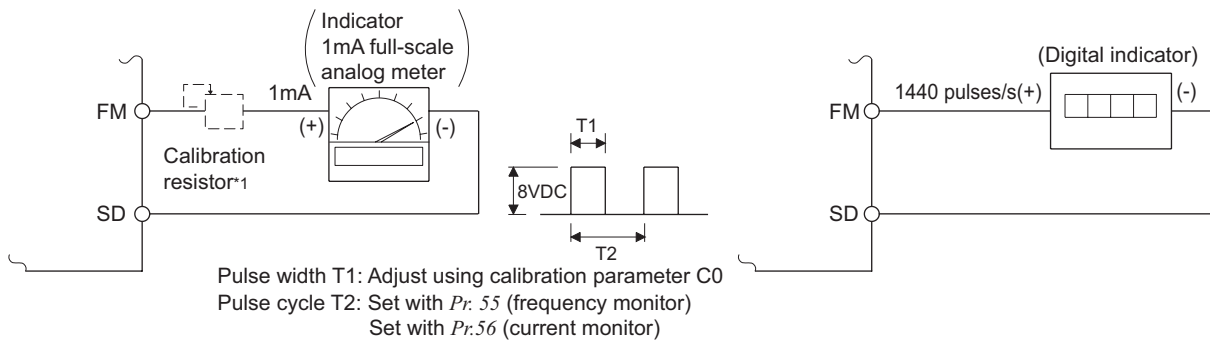 Indicator
1mA full-scale
analog meter
FM
1mA
(+)
(-)
Calibration
resistor*1
SD
T1
8VDC
T2
Pulse width T1: Adjust using calibration parameter C0
Pulse cycle T2: Set with Pr. 55 (frequency monitor)
Set with Pr.56 (current monitor)
(Digital indicator)
FM
1440 pulses/s(+)
(-)
SD